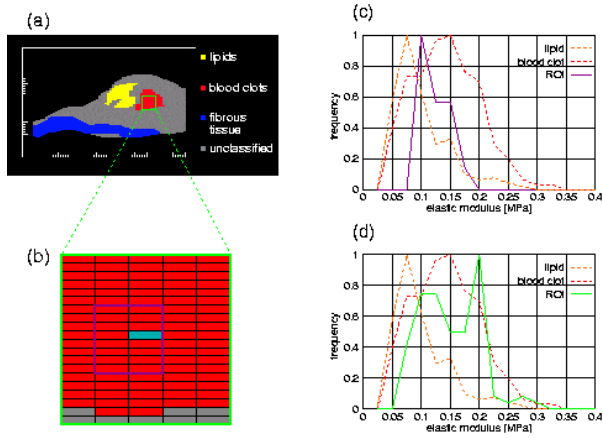 (a)
lipids
blood clots
fibrous
tissue
unclassified
(b)
(c)
lipid
blood clot
ROI
frequency
1
0.8
0.6
0.4
0.2
0
0 0.05 0.1 0.15 0.2 0.25 0.3 0.35 0.4
elastic modulus [MPa]
(d)
lipid
blood clot
ROI
frequency
1
0.8
0.6
0.4
0.2
0
0 0.05 0.1 0.15 0.2 0.25 0.3 0.35 0.4
elastic modulus [MPa]